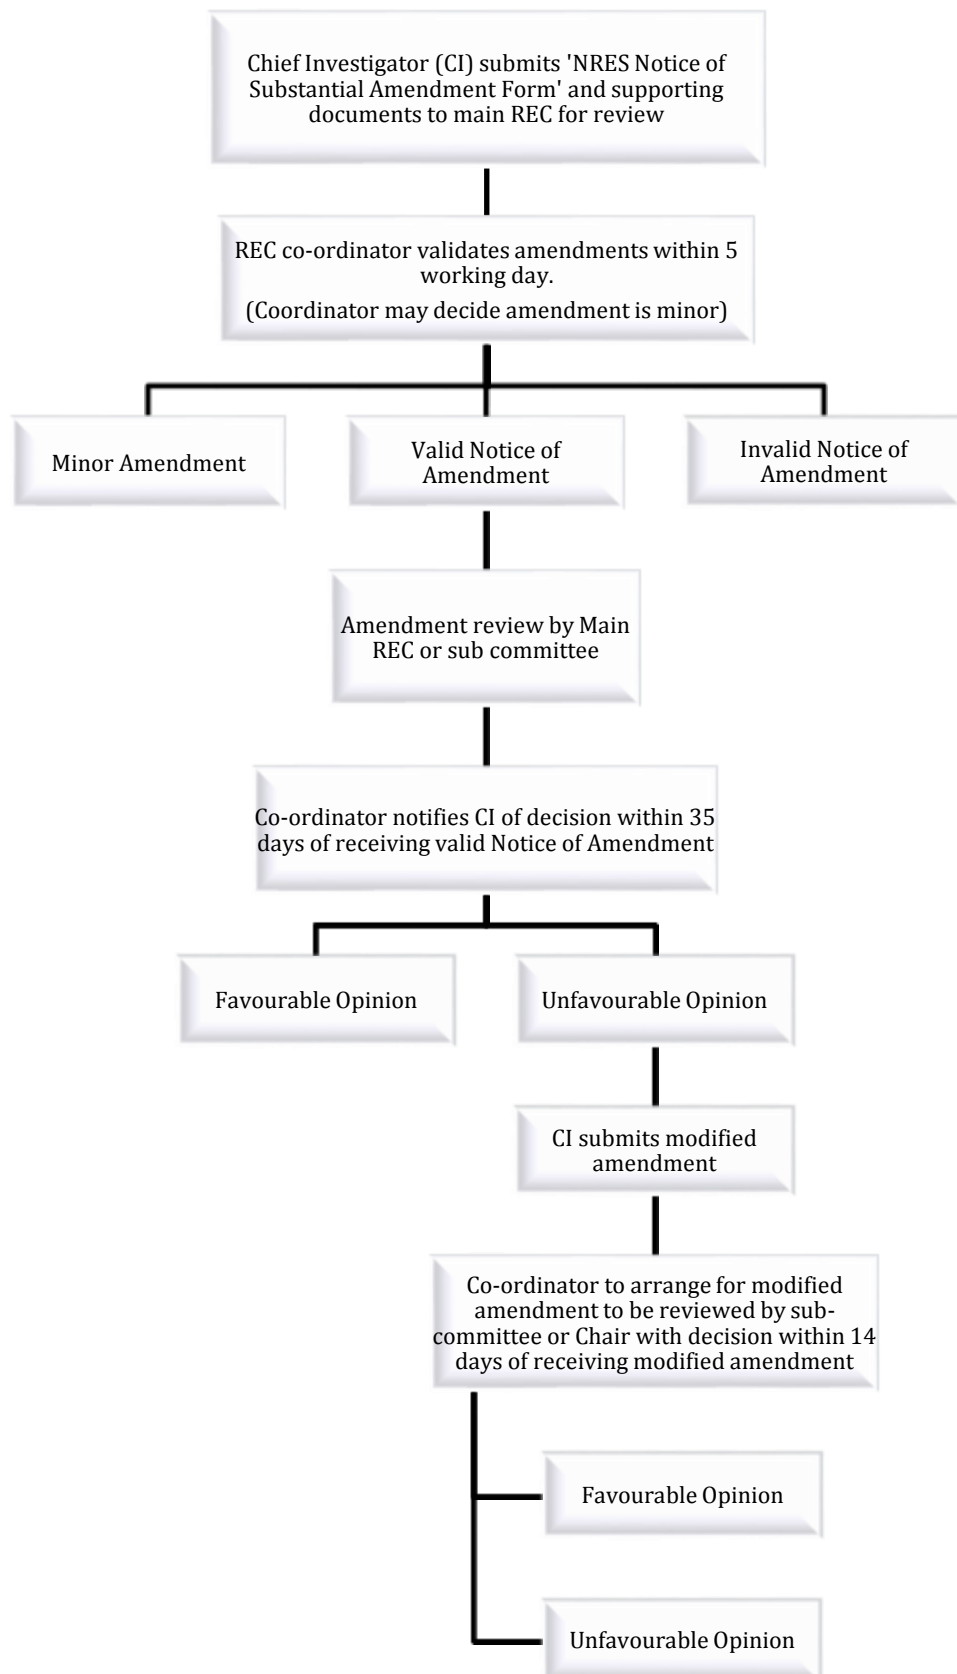 Chief Investigator (CI) submits 'NRES Notice of
Substantial Amendment Form' and supporting
documents to main REC for review
REC co-ordinator validates amendments within 5
working day.
(Coordinator may decide amendment is minor)
Minor Amendment
Valid Notice of
Amendment
Invalid Notice of
Amendment
Amendment review by Main
REC or sub committee
Co-ordinator notifies CI of decision within 35
days of receiving valid Notice of Amendment
Favourable Opinion
Unfavourable Opinion
CI submits modified
amendment
Co-ordinator to arrange for modified
amendment to be reviewed by sub-
committee or Chair with decision within 14
days of receiving modified amendment
Favourable Opinion
Unfavourable Opinion